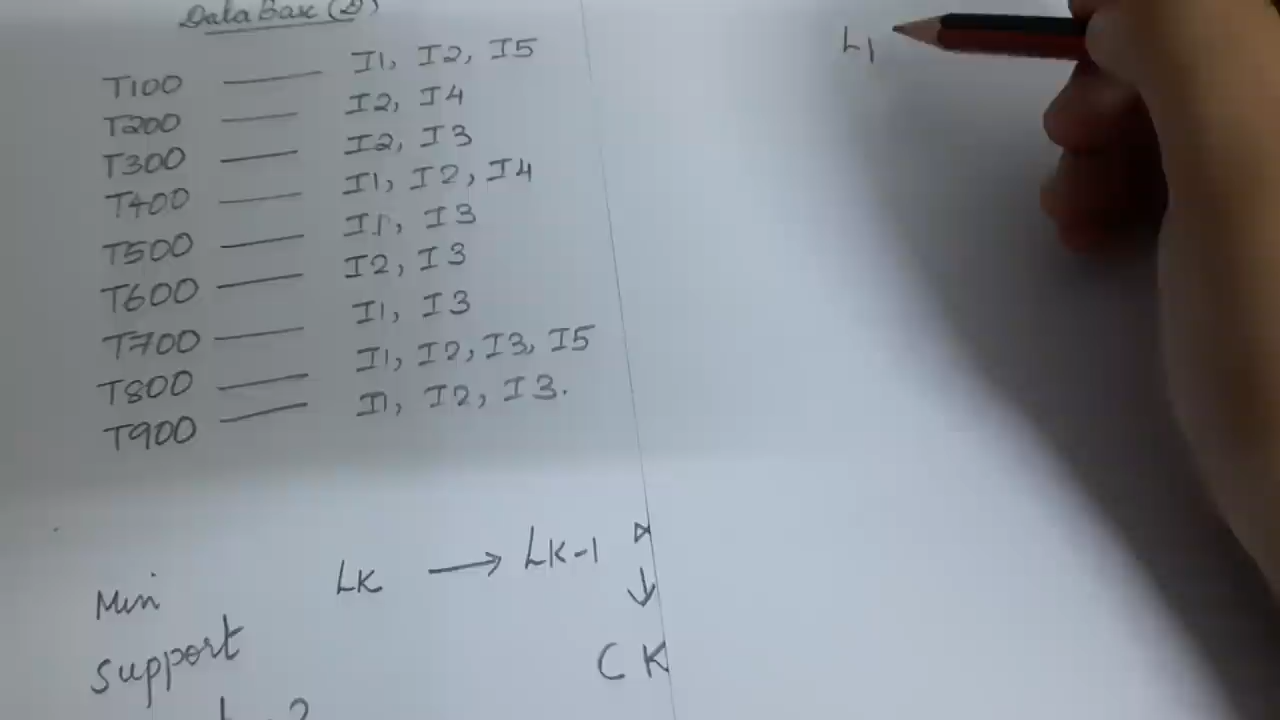 DataBase (D)
T100 I1, I2, I5
T200 I2, I4
T300 I2, I3
T400 I1, I2, I4
T500 I1, I3
T600 I2, I3
T700 I1, I3
T800 I1, I2, I3, I5
T900 I1, I2, I3.
L1
Min
Support
LK → LK-1 ⋈
↓
CK